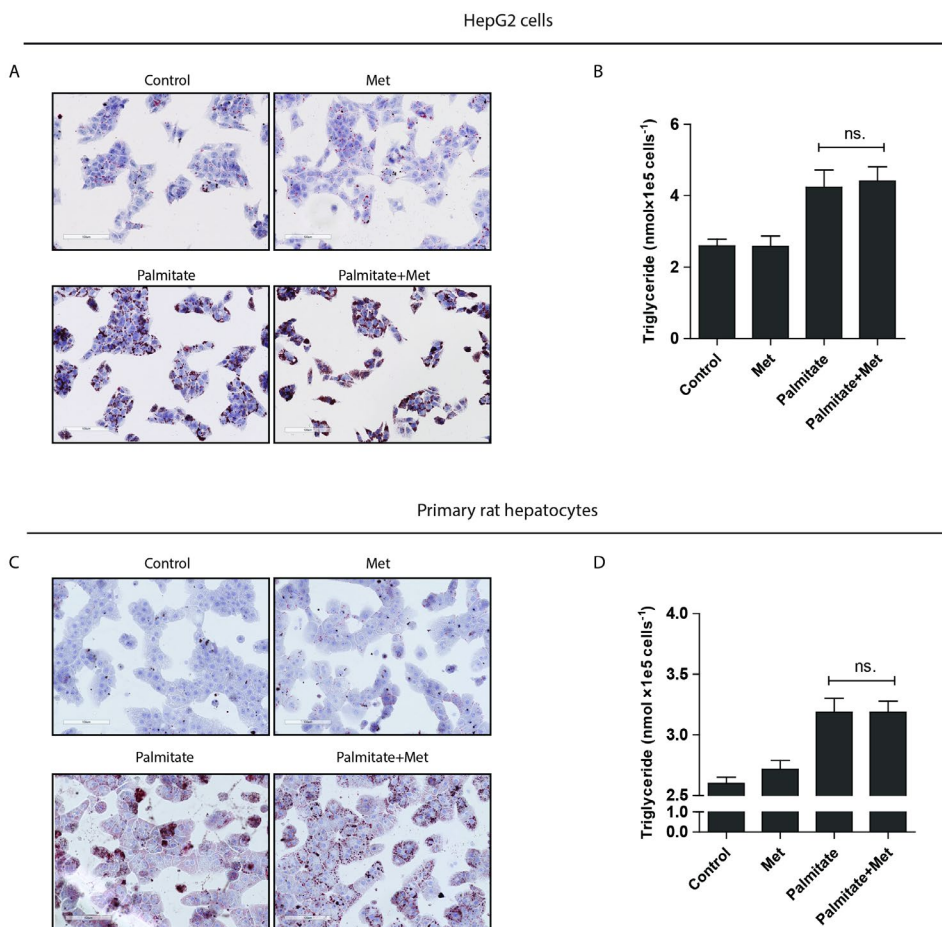 HepG2 cells
A
Control
Met
Palmitate
Palmitate+Met
B
Triglyceride (nmol×1e5 cells⁻¹)
6
4
2
0
ns.
Control
Met
Palmitate
Palmitate+Met
Primary rat hepatocytes
C
Control
Met
Palmitate
Palmitate+Met
D
Triglyceride (nmol ×1e5 cells⁻¹)
4.0
3.5
3.0
2.5
1.0
0.0
ns.
Control
Met
Palmitate
Palmitate+Met